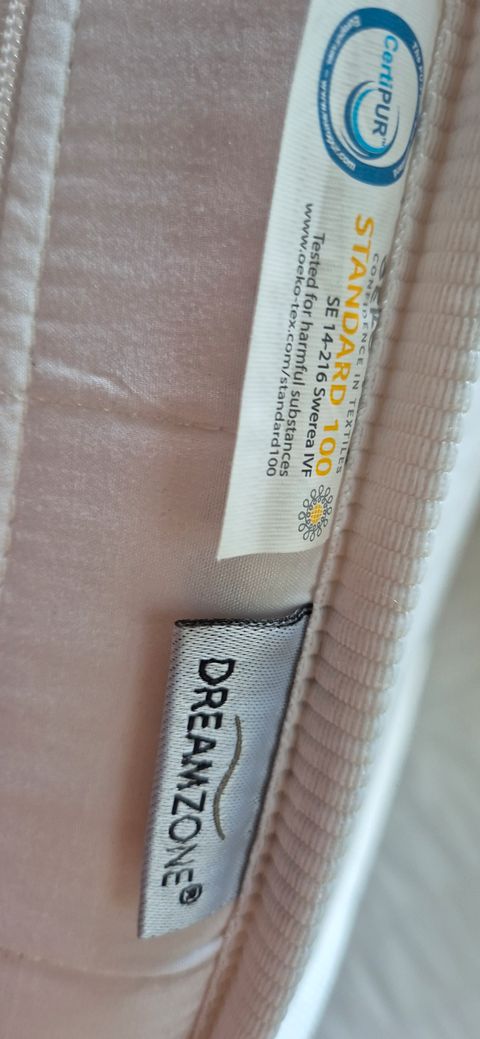 CertiPUR™
CONFIDENCE IN TEXTILES
STANDARD 100
SE 14-216 Swerea IVF
Tested for harmful substances
www.oeko-tex.com/standard100
DREAMZONE®